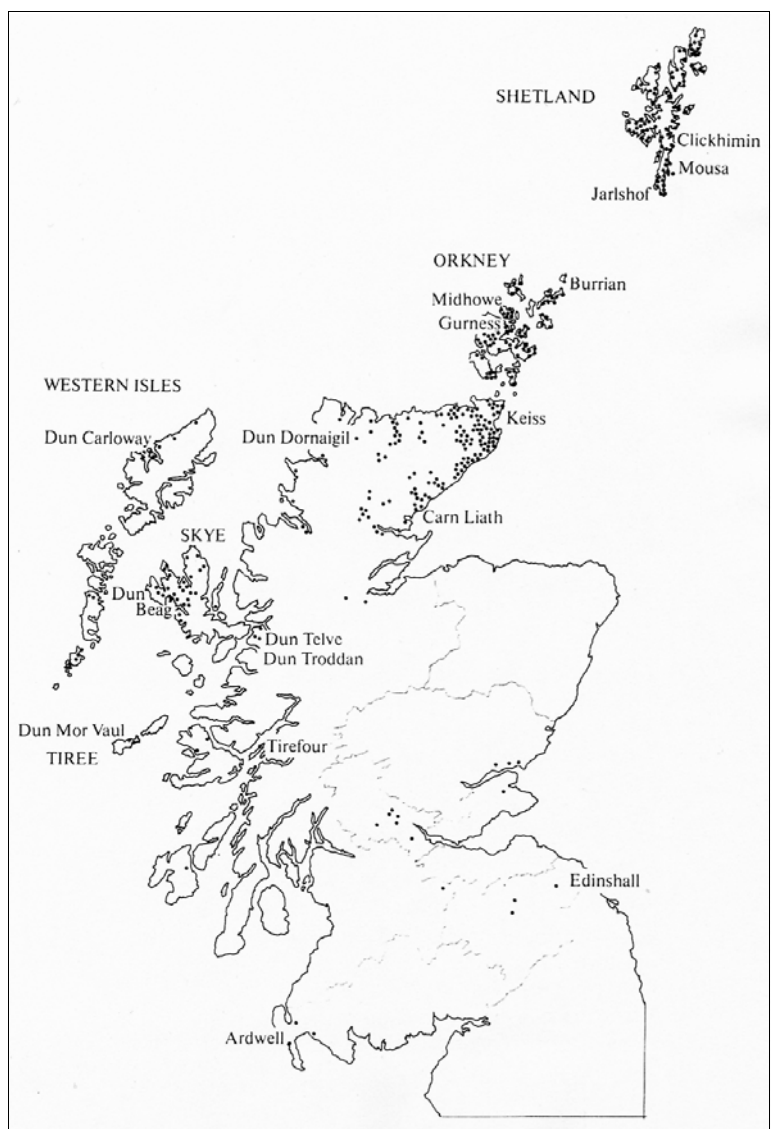 SHETLAND
Clickhimin
Mousa
Jarlshof
ORKNEY
Burrian
Midhowe
Gurness
WESTERN ISLES
Keiss
Dun Carloway
Dun Dornaigil
Carn Liath
SKYE
Dun
Beag
Dun Telve
Dun Troddan
Dun Mor Vaul
TIREE
Tirefour
Edinshall
Ardwell